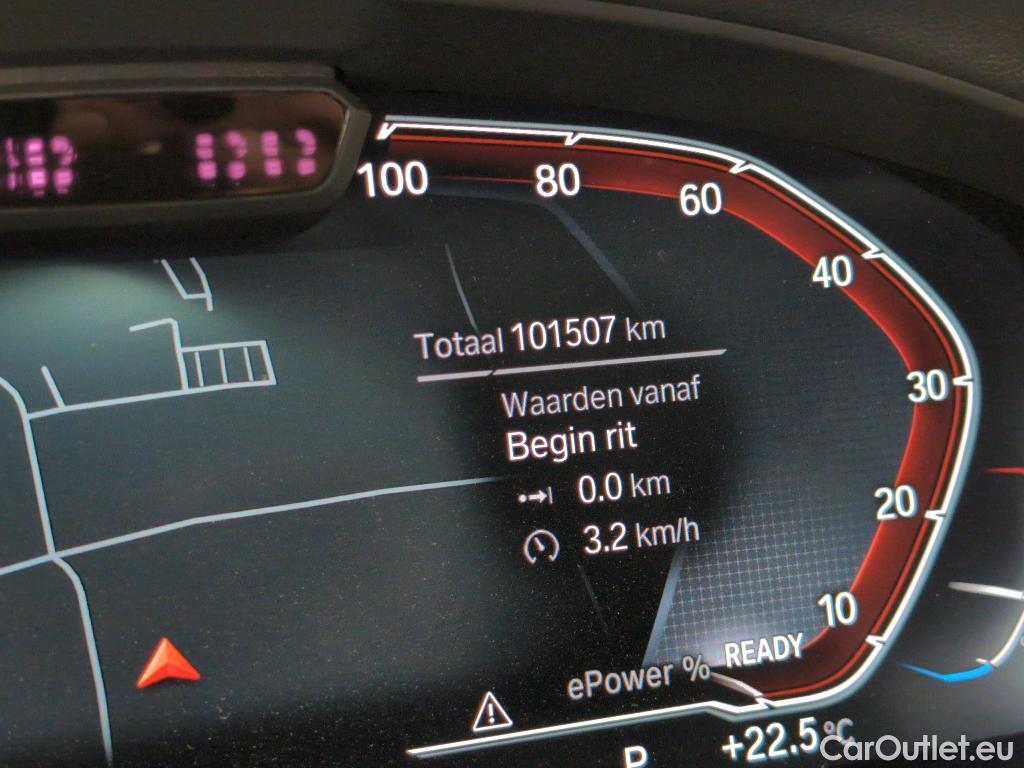 100
80
60
40
30
20
10
Totaal 101507 km
Waarden vanaf
Begin rit
0.0 km
3.2 km/h
READY
ePower %
P
+22.5°C
CarOutlet.eu